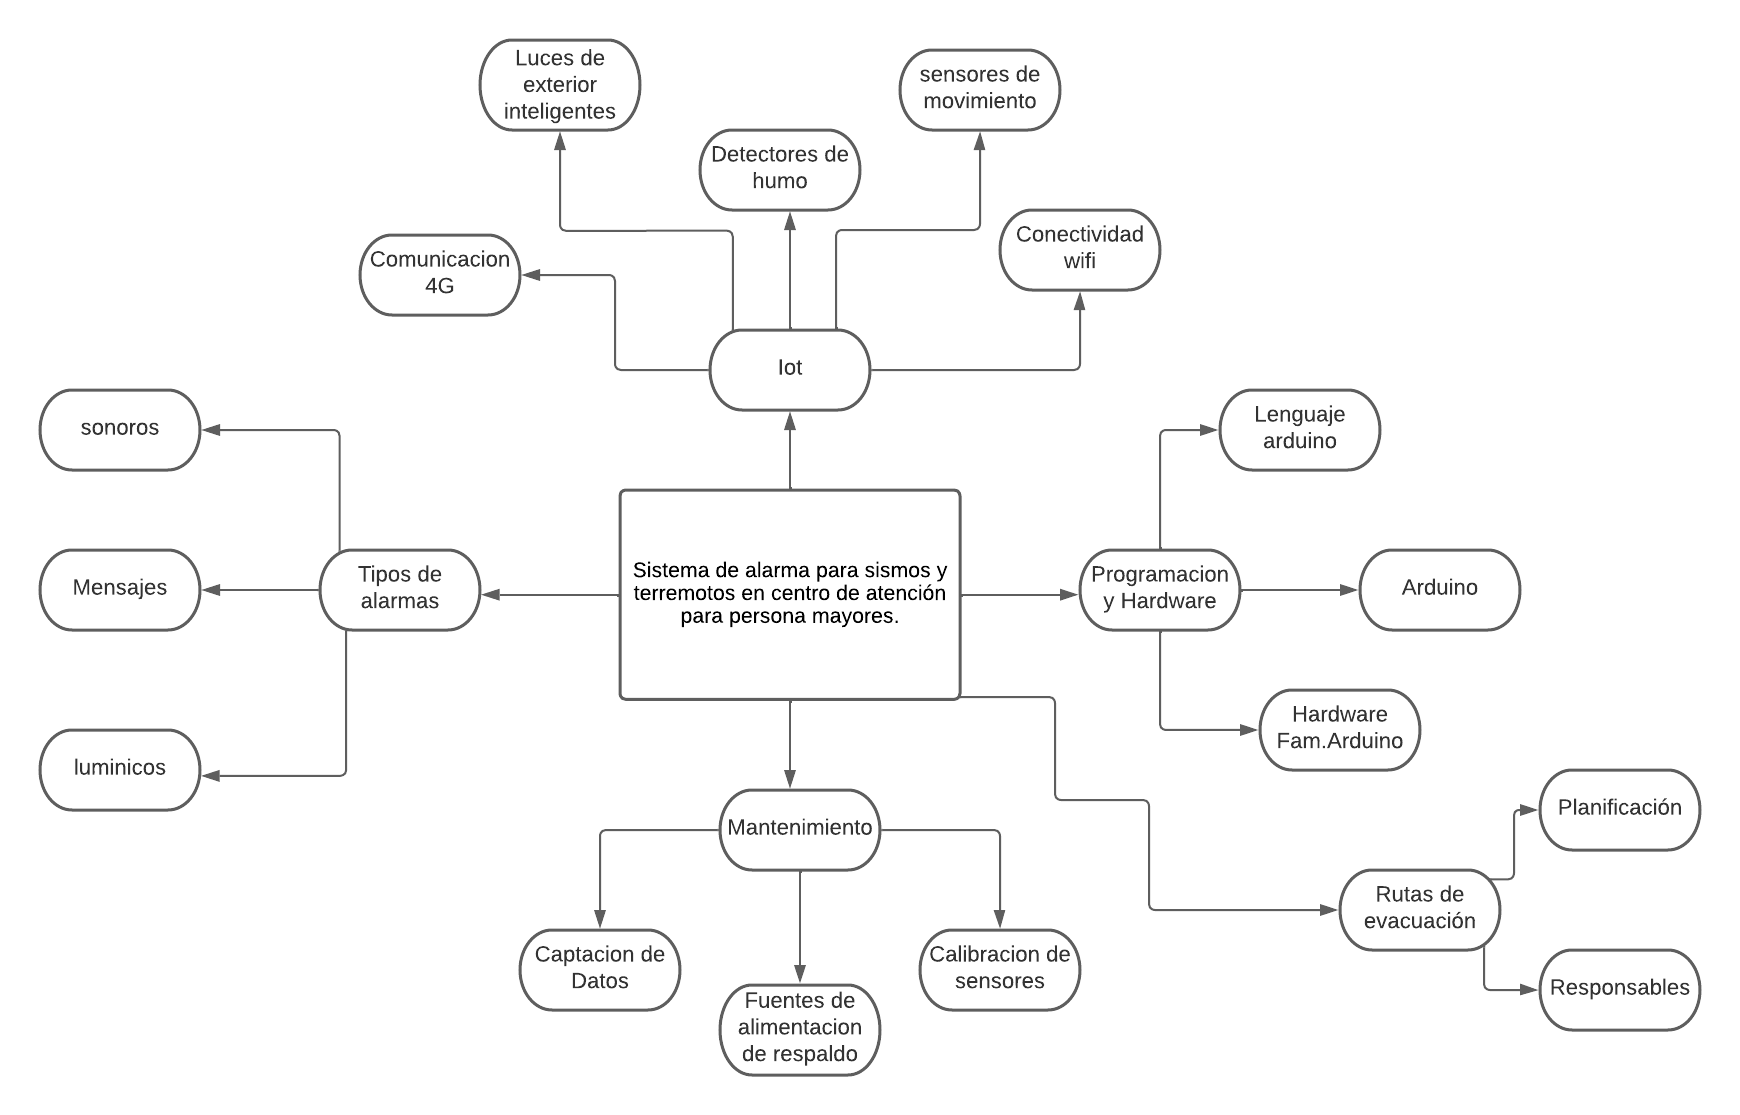 Luces de
exterior
inteligentes
sensores de
movimiento
Detectores de
humo
Conectividad
wifi
Comunicacion
4G
Iot
sonoros
Lenguaje
arduino
Mensajes
Tipos de
alarmas
Sistema de alarma para sismos y
terremotos en centro de atención
para persona mayores.
Programacion
y Hardware
Arduino
Hardware
Fam.Arduino
luminicos
Mantenimiento
Planificación
Rutas de
evacuación
Captacion de
Datos
Calibracion de
sensores
Responsables
Fuentes de
alimentacion
de respaldo